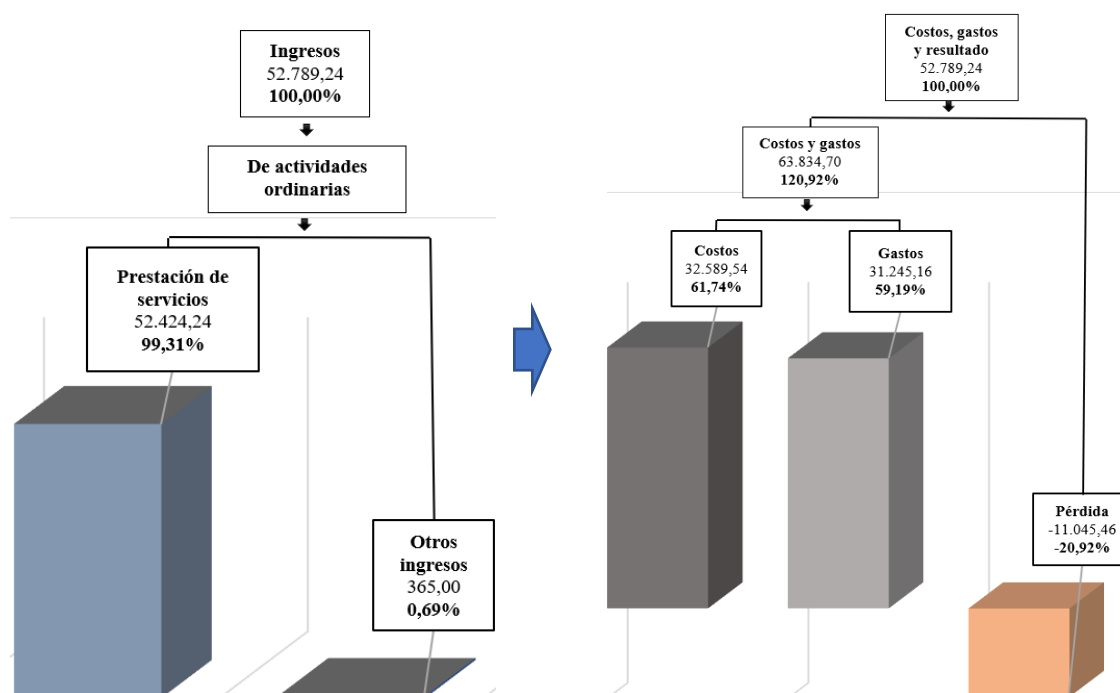 Ingresos
52.789,24
100,00%
De actividades
ordinarias
Prestación de
servicios
52.424,24
99,31%
Otros
ingresos
365,00
0,69%
Costos, gastos
y resultado
52.789,24
100,00%
Costos y gastos
63.834,70
120,92%
Costos
32.589,54
61,74%
Gastos
31.245,16
59,19%
Pérdida
-11.045,46
-20,92%